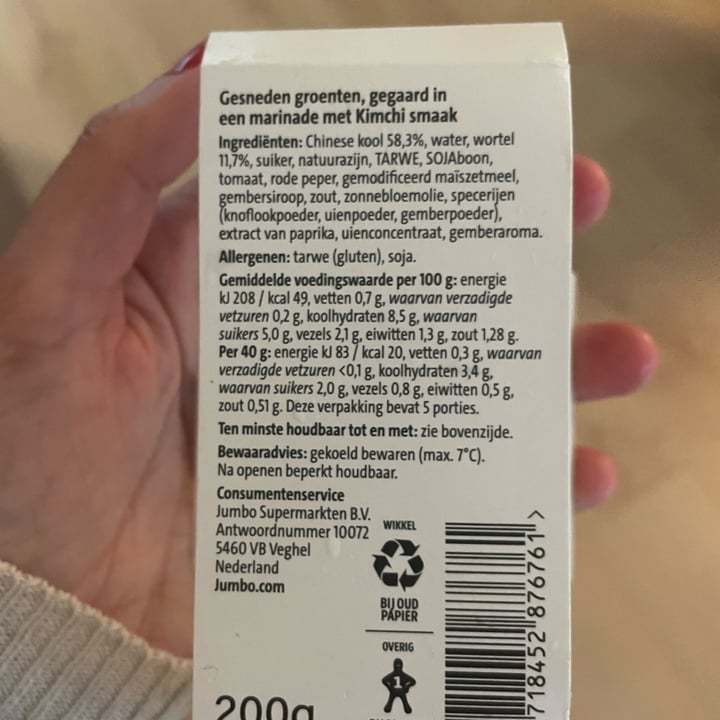 Gesneden groenten, gegaard in
een marinade met Kimchi smaak
Ingrediënten: Chinese kool 58,3%, water, wortel
11,7%, suiker, natuurazijn, TARWE, SOJAboon,
tomaat, rode peper, gemodificeerd maïszetmeel,
gembersiroop, zout, zonnebloemolie, specerijen
(knoflookpoeder, uienpoeder, gemberpoeder),
extract van paprika, uienconcentraat, gemberaroma.
Allergenen: tarwe (gluten), soja.
Gemiddelde voedingswaarde per 100 g: energie
kJ 208 / kcal 49, vetten 0,7 g, waarvan verzadigde
vetzuren 0,2 g, koolhydraten 8,5 g, waarvan
suikers 5,0 g, vezels 2,1 g, eiwitten 1,3 g, zout 1,28 g.
Per 40 g: energie kJ 83 / kcal 20, vetten 0,3 g, waarvan
verzadigde vetzuren <0,1 g, koolhydraten 3,4 g,
waarvan suikers 2,0 g, vezels 0,8 g, eiwitten 0,5 g,
zout 0,51 g. Deze verpakking bevat 5 porties.
Ten minste houdbaar tot en met: zie bovenzijde.
Bewaaradvies: gekoeld bewaren (max. 7°C).
Na openen beperkt houdbaar.
Consumentenservice
Jumbo Supermarkten B.V.
Antwoordnummer 10072
5460 VB Veghel
Nederland
Jumbo.com
WIKKEL
BIJ OUD
PAPIER
OVERIG
1
200g
718452 876761 >